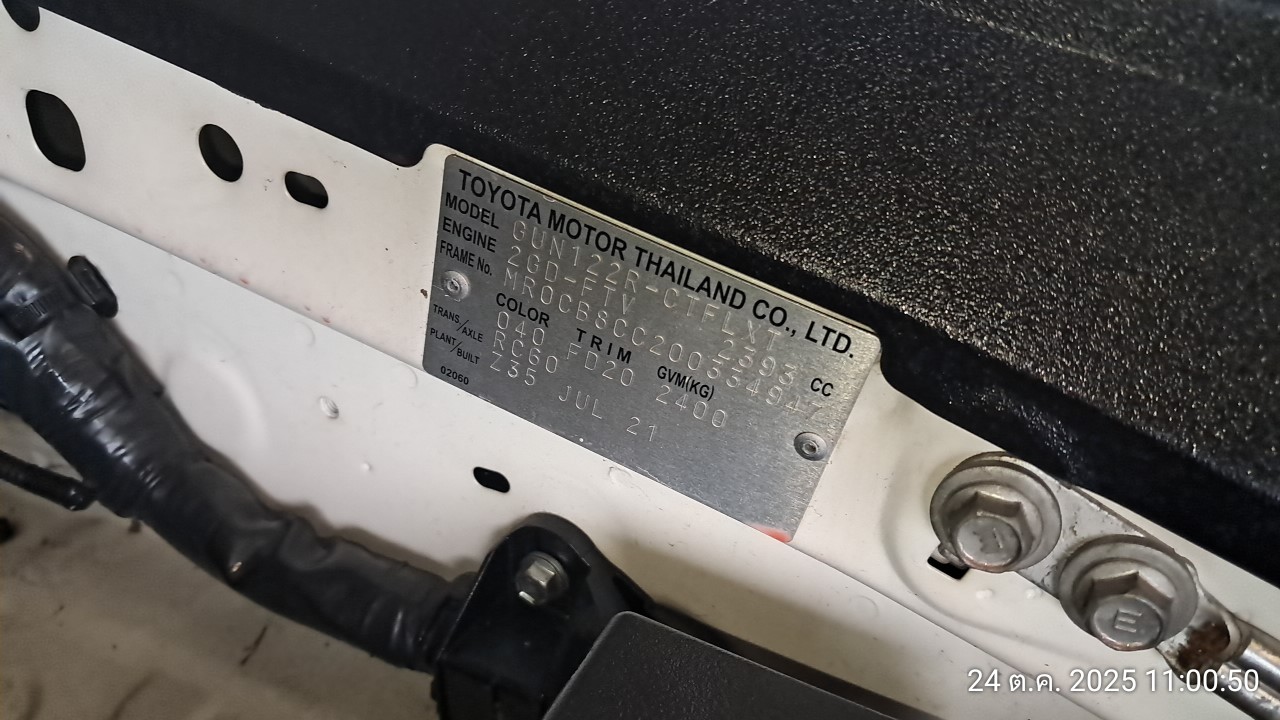 TOYOTA MOTOR THAILAND CO., LTD.
MODEL GUN122R-CTFLXT
ENGINE 2GD-FTV 2393 CC
FRAME No. MR0CB8CC200334947
COLOR TRIM GVM(KG)
040 FD20 2400
TRANS/AXLE RC60
PLANT/BUILT Z35 JUL 21
02060
E
24 ต.ค. 2025 11:00:50